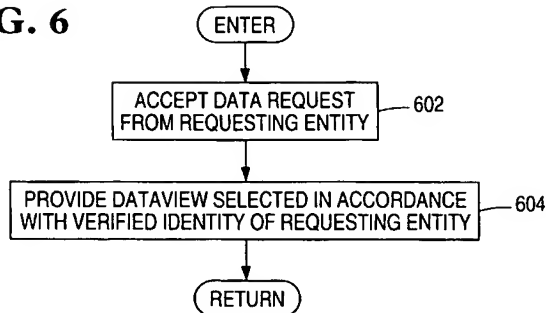 G. 6
ENTER
ACCEPT DATA REQUEST
FROM REQUESTING ENTITY
602
PROVIDE DATAVIEW SELECTED IN ACCORDANCE
WITH VERIFIED IDENTITY OF REQUESTING ENTITY
604
RETURN